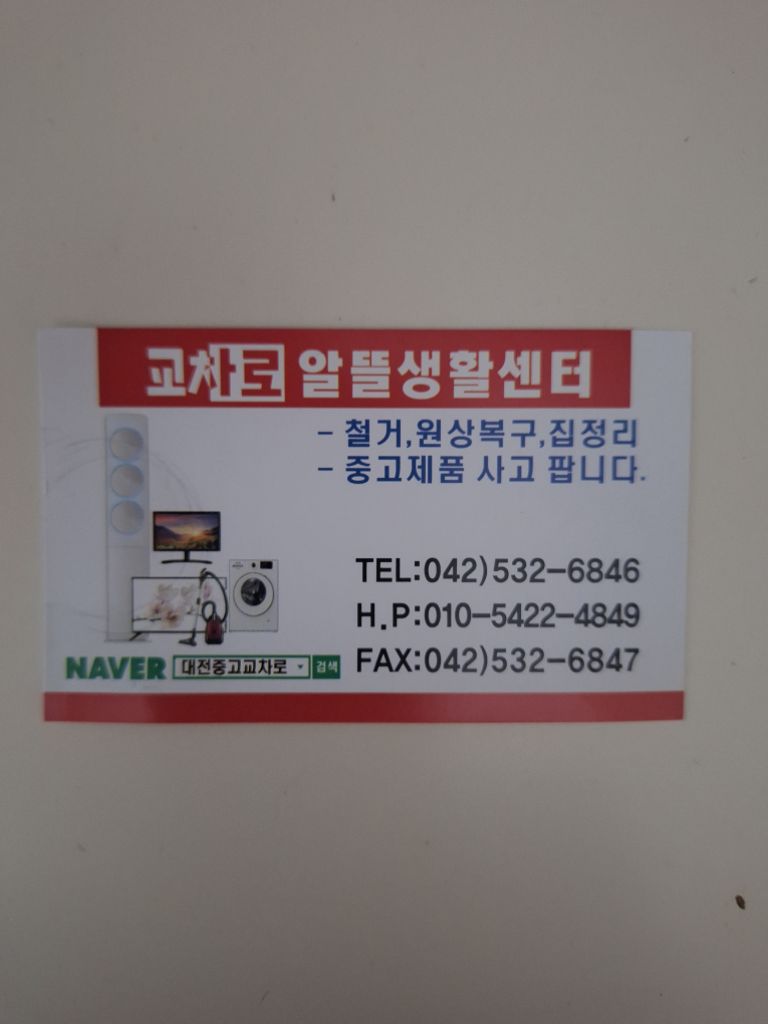 교차로 알뜰생활센터
- 철거,원상복구,집정리
- 중고제품 사고 팝니다.
TEL:042)532-6846
H.P:010-5422-4849
FAX:042)532-6847
NAVER 대전중고교차로 검색